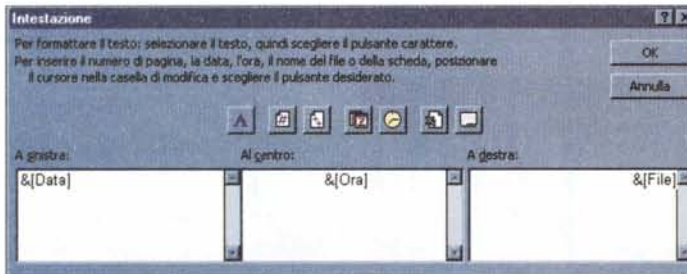 Intestazione
Per formattare il testo: selezionare il testo, quindi scegliere il pulsante carattere.
Per inserire il numero di pagina, la data, l'ora, il nome del file o della scheda, posizionare
il cursore nella casella di modifica e scegliere il pulsante desiderato.
OK
Annulla
A
A sinistra:
Al centro:
A destra:
&[Data]
&[Ora]
&[File]